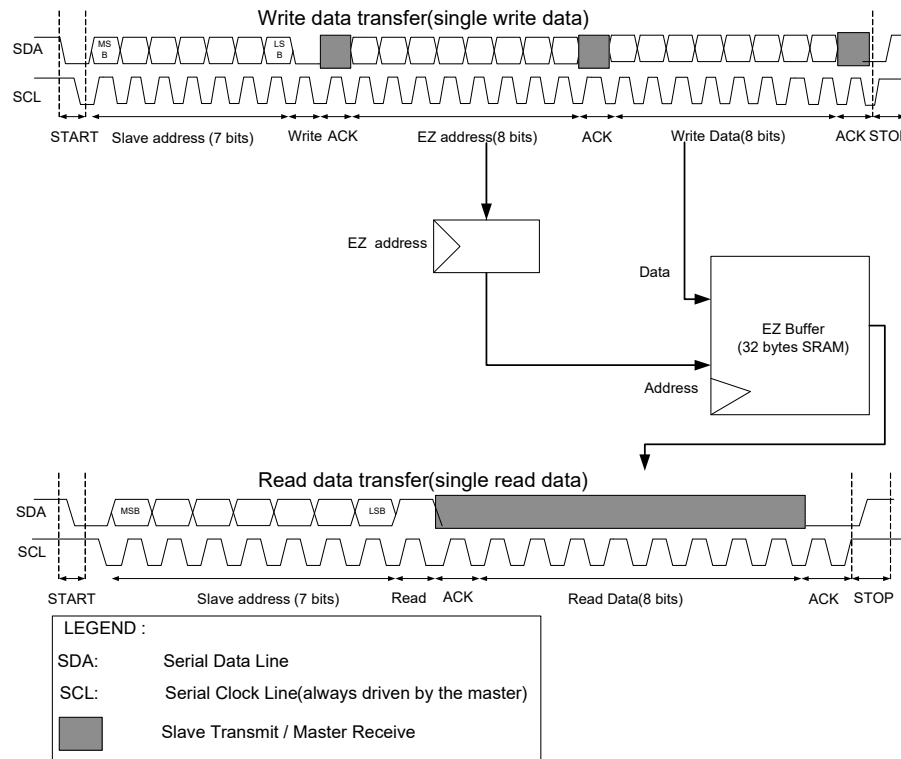 Write data transfer(single write data)
SDA
MS
B
LS
B
SCL
START Slave address (7 bits) Write ACK EZ address(8 bits) ACK Write Data(8 bits) ACK STOP
EZ address
Data
EZ Buffer
(32 bytes SRAM)
Address
Read data transfer(single read data)
SDA
MSB LSB
SCL
START Slave address (7 bits) Read ACK Read Data(8 bits) ACK STOP
LEGEND :
SDA: Serial Data Line
SCL: Serial Clock Line(always driven by the master)
Slave Transmit / Master Receive